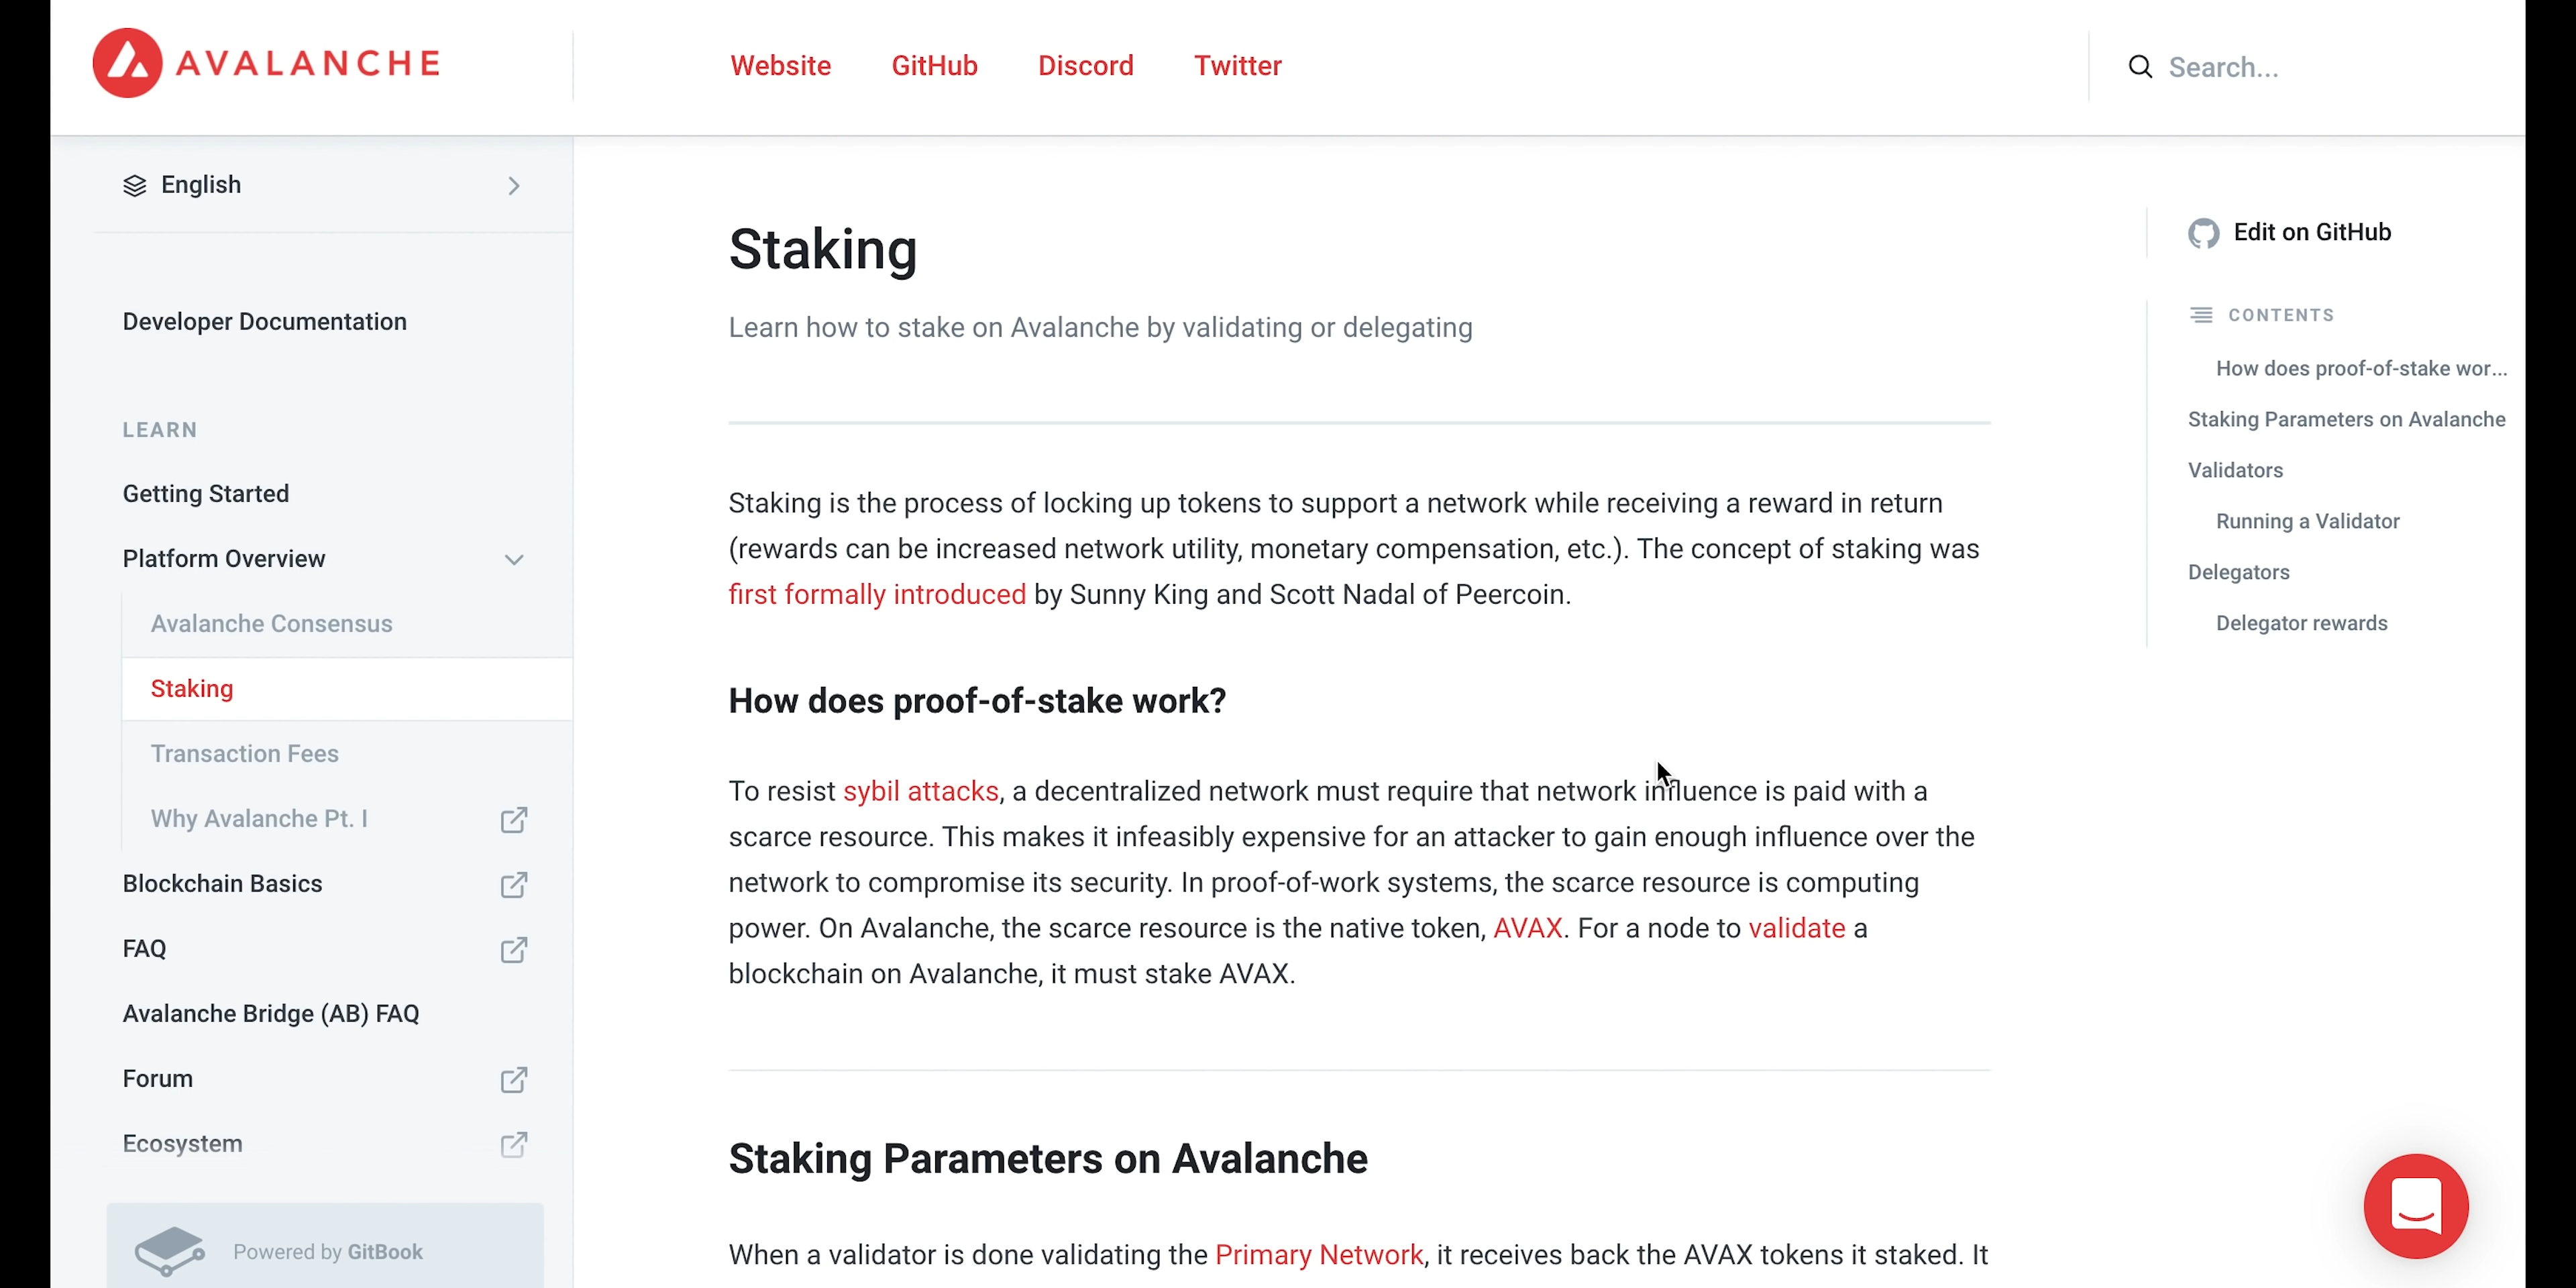 AVALANCHE
Website
GitHub
Discord
Twitter
Search...
English
Developer Documentation
LEARN
Getting Started
Platform Overview
Avalanche Consensus
Staking
Transaction Fees
Why Avalanche Pt. I
Blockchain Basics
FAQ
Avalanche Bridge (AB) FAQ
Forum
Ecosystem
Powered by GitBook
Staking
Learn how to stake on Avalanche by validating or delegating
Staking is the process of locking up tokens to support a network while receiving a reward in return
(rewards can be increased network utility, monetary compensation, etc.). The concept of staking was
first formally introduced by Sunny King and Scott Nadal of Peercoin.
How does proof-of-stake work?
To resist sybil attacks, a decentralized network must require that network influence is paid with a
scarce resource. This makes it infeasibly expensive for an attacker to gain enough influence over the
network to compromise its security. In proof-of-work systems, the scarce resource is computing
power. On Avalanche, the scarce resource is the native token, AVAX. For a node to validate a
blockchain on Avalanche, it must stake AVAX.
Staking Parameters on Avalanche
When a validator is done validating the Primary Network, it receives back the AVAX tokens it staked. It
Edit on GitHub
CONTENTS
How does proof-of-stake wor...
Staking Parameters on Avalanche
Validators
Running a Validator
Delegators
Delegator rewards